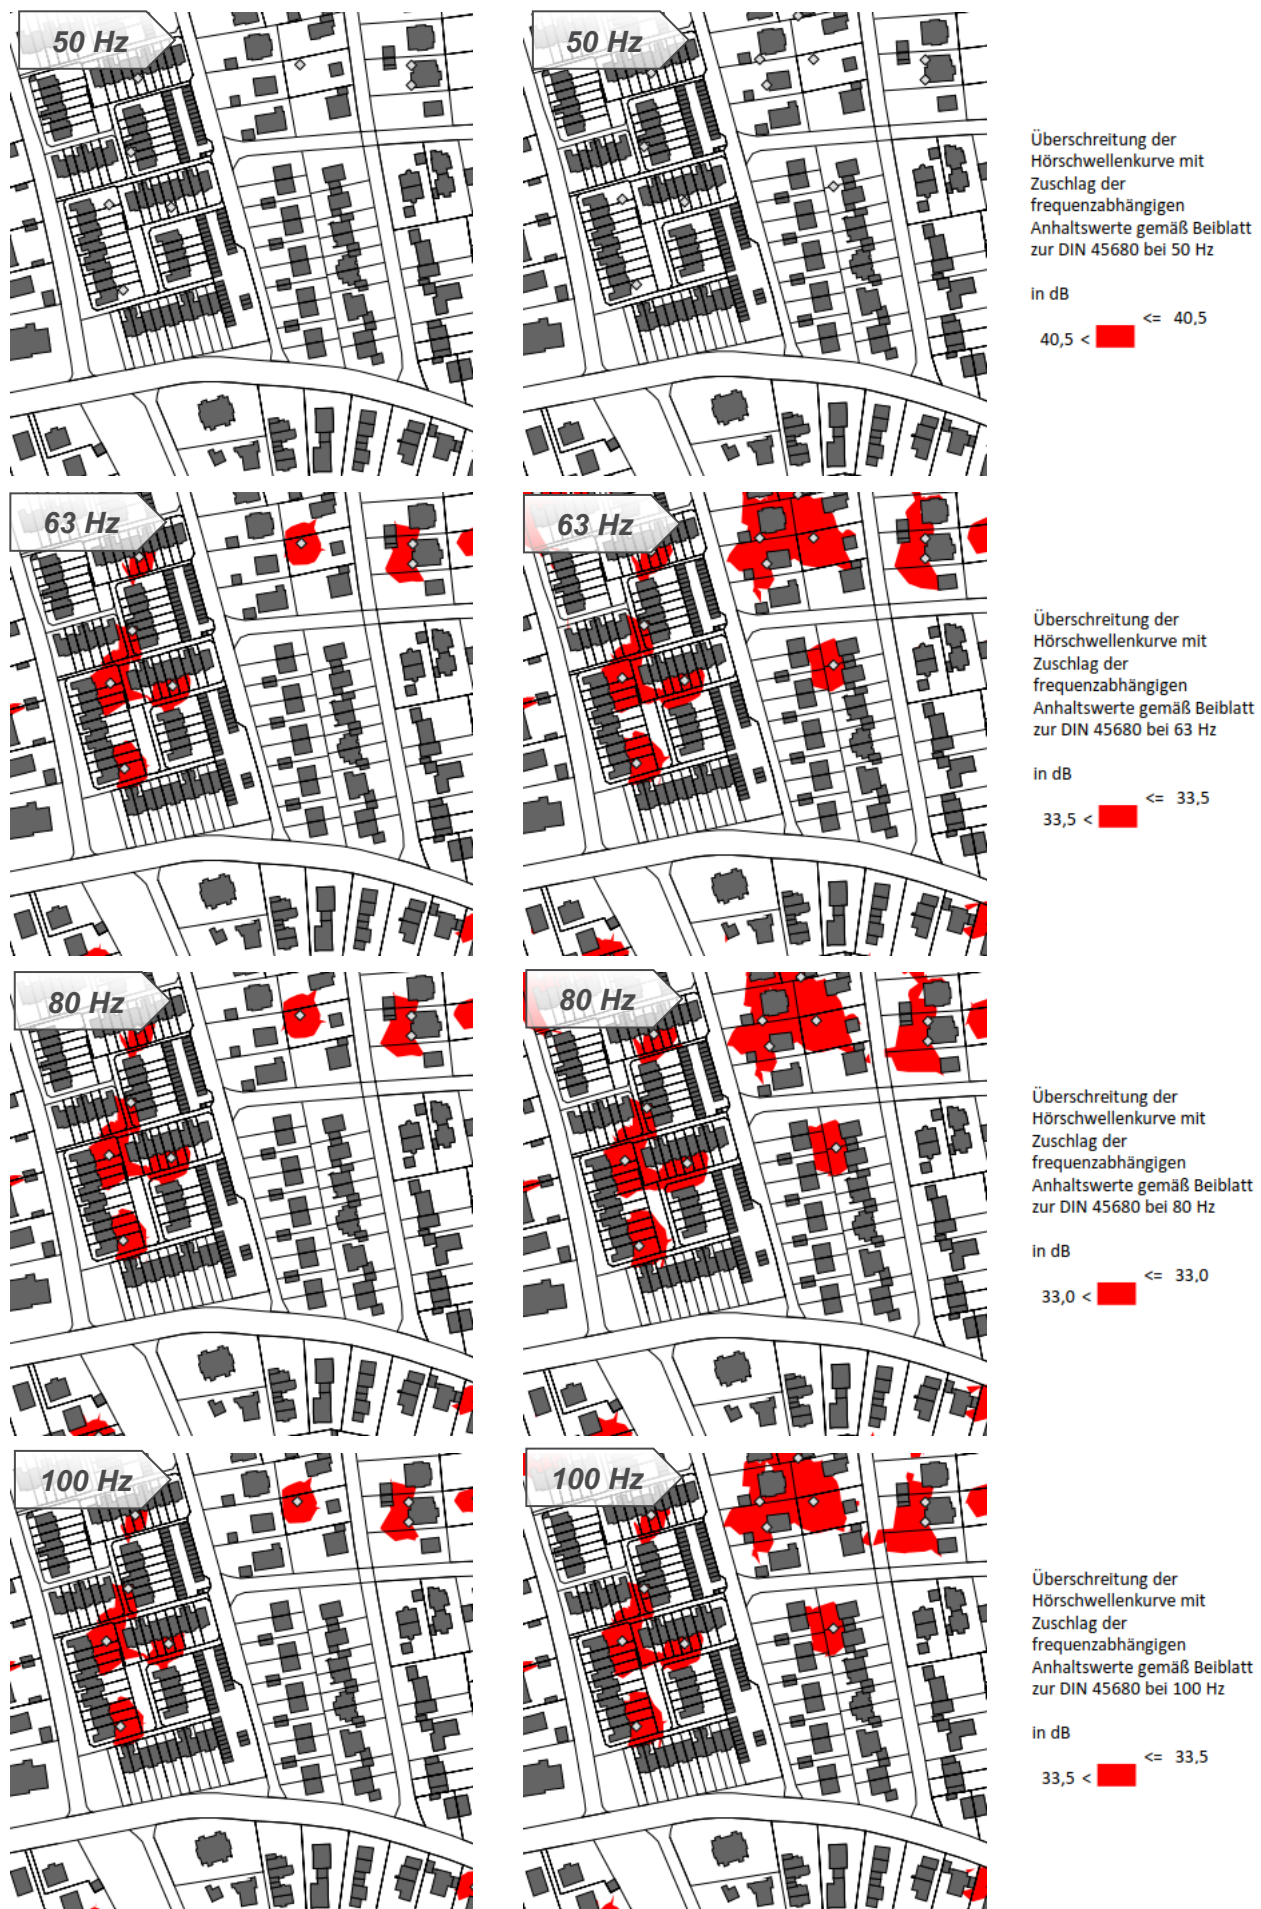 50 Hz
50 Hz
Überschreitung der
Hörschwellenkurve mit
Zuschlag der
frequenzabhängigen
Anhaltswerte gemäß Beiblatt
zur DIN 45680 bei 50 Hz
in dB
<= 40,5
40,5 <
63 Hz
63 Hz
Überschreitung der
Hörschwellenkurve mit
Zuschlag der
frequenzabhängigen
Anhaltswerte gemäß Beiblatt
zur DIN 45680 bei 63 Hz
in dB
<= 33,5
33,5 <
80 Hz
80 Hz
Überschreitung der
Hörschwellenkurve mit
Zuschlag der
frequenzabhängigen
Anhaltswerte gemäß Beiblatt
zur DIN 45680 bei 80 Hz
in dB
<= 33,0
33,0 <
100 Hz
100 Hz
Überschreitung der
Hörschwellenkurve mit
Zuschlag der
frequenzabhängigen
Anhaltswerte gemäß Beiblatt
zur DIN 45680 bei 100 Hz
in dB
<= 33,5
33,5 <